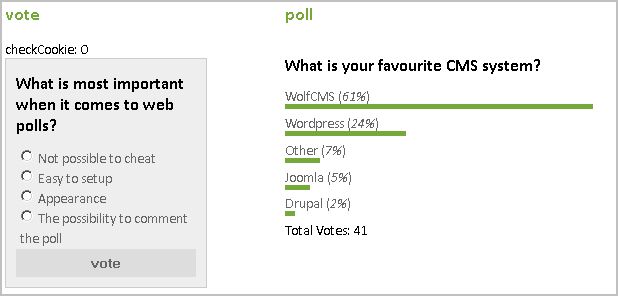 vote
checkCookie: 0
What is most important
when it comes to web
polls?
Not possible to cheat
Easy to setup
Appearance
The possibility to comment
the poll
vote
poll
What is your favourite CMS system?
WolfCMS (61%)
Wordpress (24%)
Other (7%)
Joomla (5%)
Drupal (2%)
Total Votes: 41